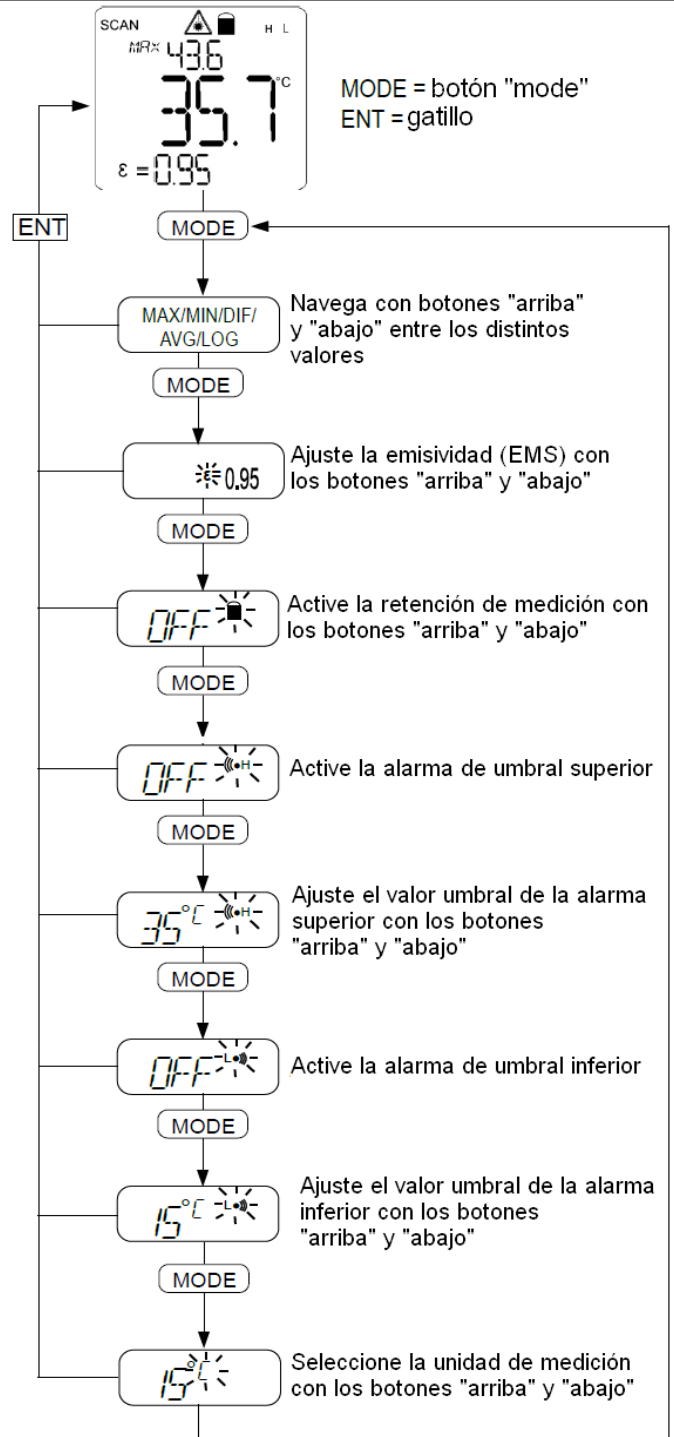 SCAN H L
MAX 43.6
35.7 °C
ε = 0.95
MODE = botón "mode"
ENT = gatillo
ENT
MODE
MAX/MIN/DIF/
AVG/LOG
Navega con botones "arriba"
y "abajo" entre los distintos
valores
MODE
ε= 0.95
Ajuste la emisividad (EMS) con
los botones "arriba" y "abajo"
MODE
OFF
Active la retención de medición con
los botones "arriba" y "abajo"
MODE
OFF H
Active la alarma de umbral superior
MODE
35°C H
Ajuste el valor umbral de la alarma
superior con los botones
"arriba" y "abajo"
MODE
OFF L
Active la alarma de umbral inferior
MODE
15°C L
Ajuste el valor umbral de la alarma
inferior con los botones
"arriba" y "abajo"
MODE
15°C
Seleccione la unidad de medición
con los botones "arriba" y "abajo"